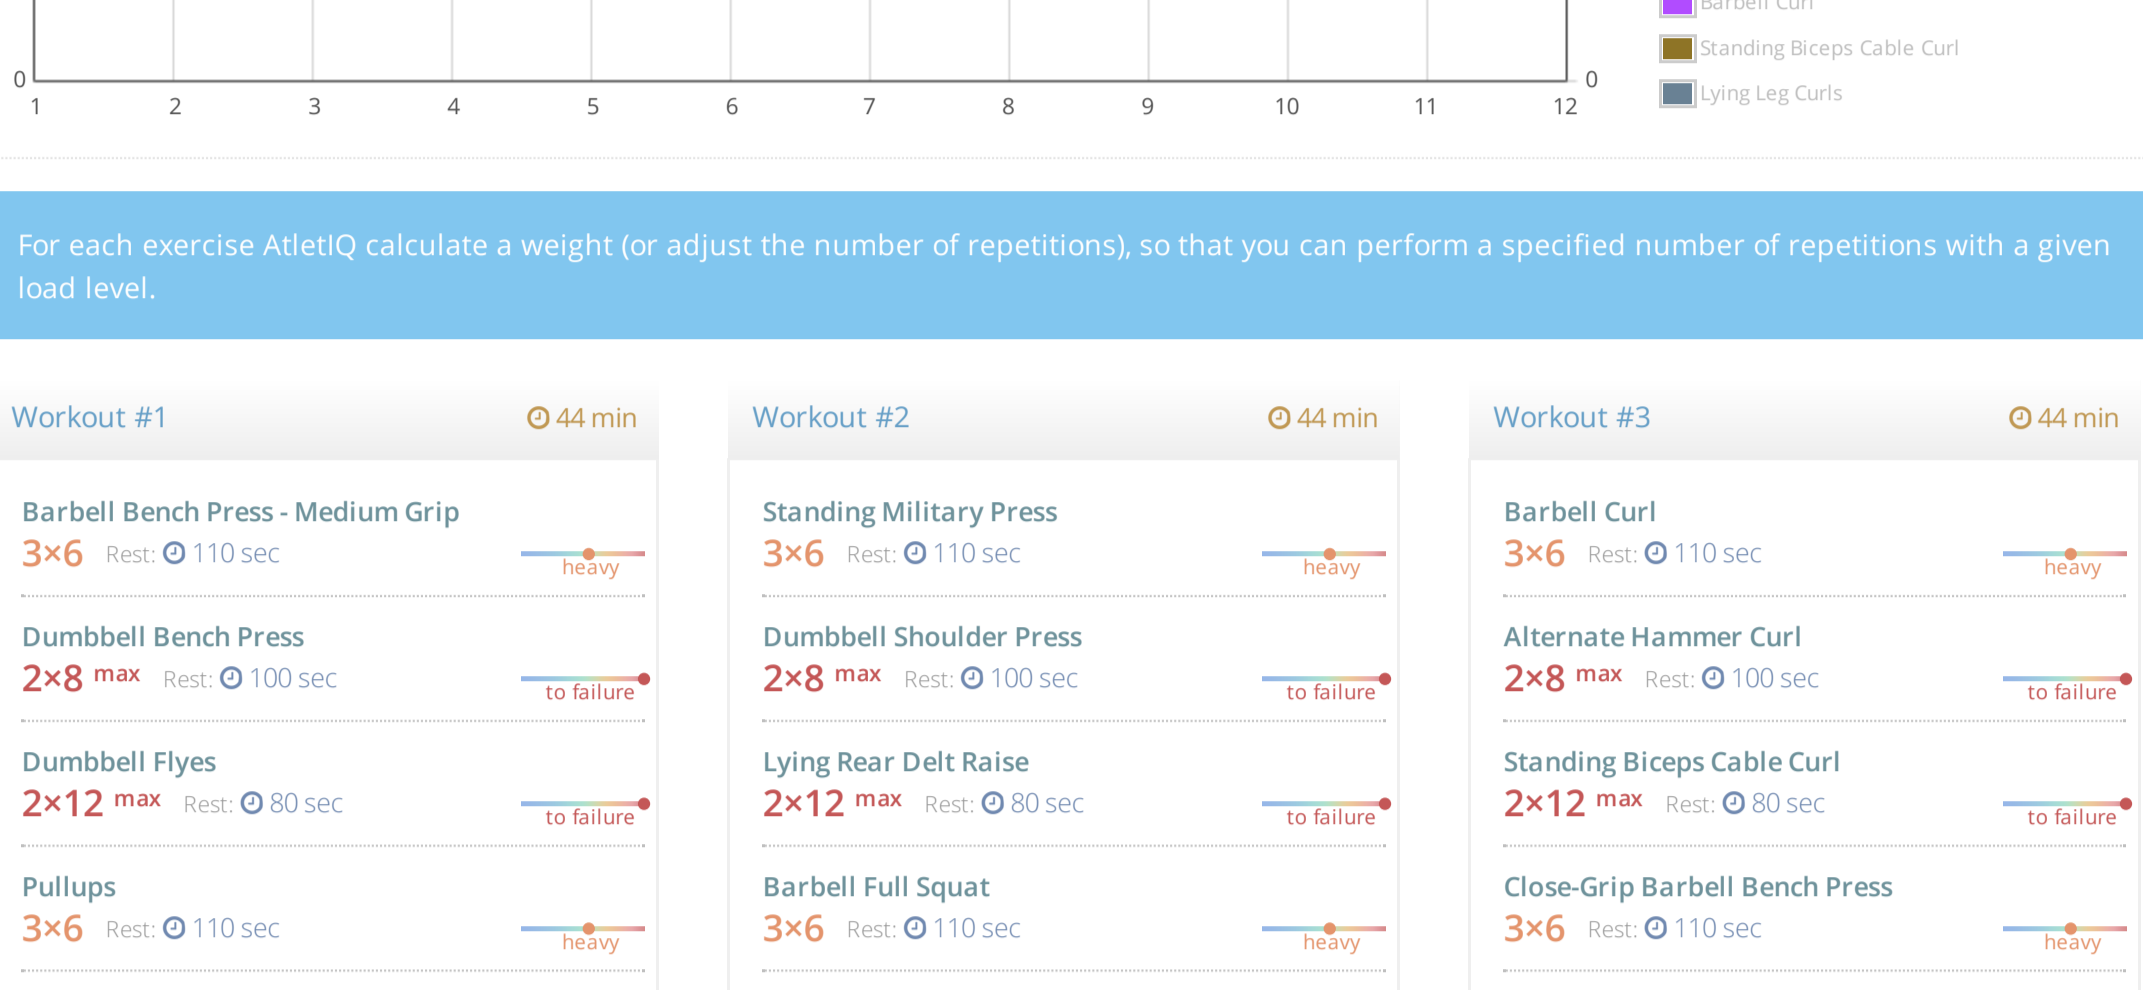 Barbell Curl
Standing Biceps Cable Curl
Lying Leg Curls
0
0
1 2 3 4 5 6 7 8 9 10 11 12
For each exercise AtletIQ calculate a weight (or adjust the number of repetitions), so that you can perform a specified number of repetitions with a given
load level.
Workout #1 44 min
Barbell Bench Press - Medium Grip
3×6 Rest: 110 sec
heavy
Dumbbell Bench Press
2×8 max Rest: 100 sec
to failure
Dumbbell Flyes
2×12 max Rest: 80 sec
to failure
Pullups
3×6 Rest: 110 sec
heavy
Workout #2 44 min
Standing Military Press
3×6 Rest: 110 sec
heavy
Dumbbell Shoulder Press
2×8 max Rest: 100 sec
to failure
Lying Rear Delt Raise
2×12 max Rest: 80 sec
to failure
Barbell Full Squat
3×6 Rest: 110 sec
heavy
Workout #3 44 min
Barbell Curl
3×6 Rest: 110 sec
heavy
Alternate Hammer Curl
2×8 max Rest: 100 sec
to failure
Standing Biceps Cable Curl
2×12 max Rest: 80 sec
to failure
Close-Grip Barbell Bench Press
3×6 Rest: 110 sec
heavy